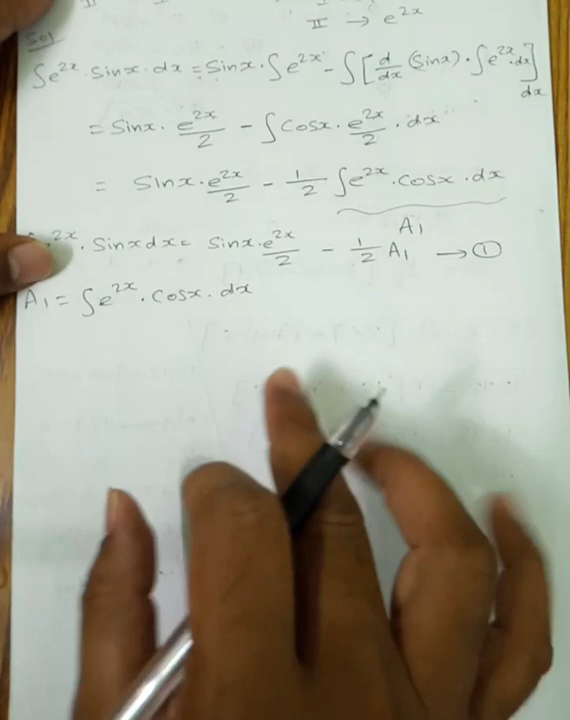 II → e^{2x}
Sol
∫e^{2x}·Sinx·dx = Sinx·∫e^{2x} - ∫[d/dx (Sinx)·∫e^{2x}·dx] dx
= Sinx· e^{2x}/2 - ∫Cosx· e^{2x}/2 ·dx
= Sinx·e^{2x}/2 - 1/2 ∫e^{2x}·Cosx·dx
A₁
2x · Sinxdx = Sinx·e^{2x}/2 - 1/2 A₁ → ①
A₁ = ∫e^{2x}·Cosx·dx